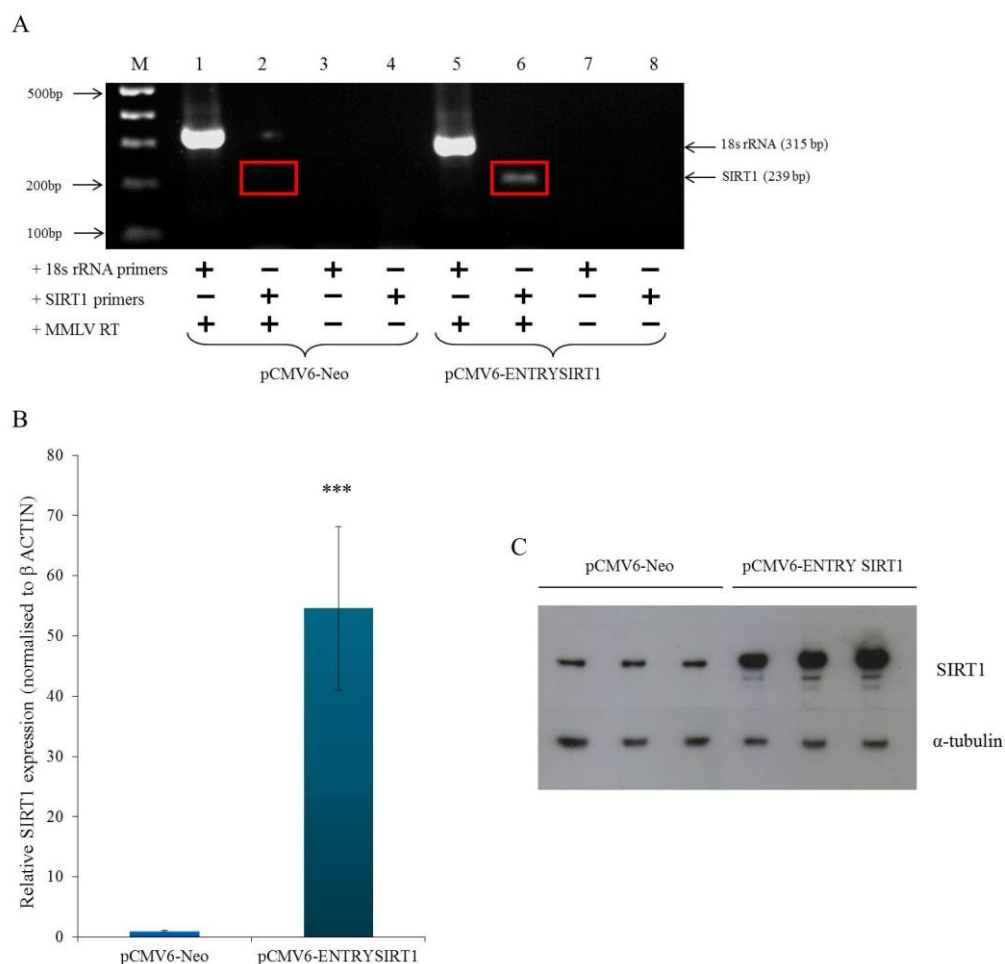 A
M 1 2 3 4 5 6 7 8
500bp
200bp
100bp
18s rRNA (315 bp)
SIRT1 (239 bp)
+ 18s rRNA primers + − + − + − + −
+ SIRT1 primers − + − + − + − +
+ MMLV RT + + − − + + − −
pCMV6-Neo pCMV6-ENTRYSIRT1
B
Relative SIRT1 expression (normalised to β ACTIN)
80
70
60
50
40
30
20
10
0
***
pCMV6-Neo pCMV6-ENTRYSIRT1
C
pCMV6-Neo pCMV6-ENTRY SIRT1
SIRT1
α-tubulin